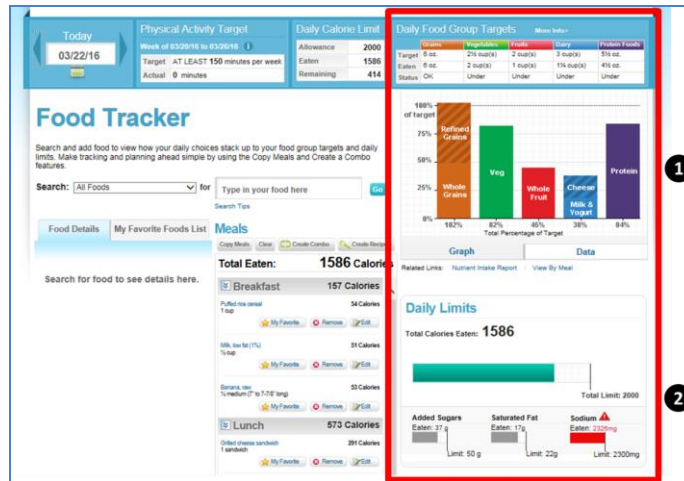 Today
03/22/16
Physical Activity Target
Week of 03/20/16 to 03/26/16
Target AT LEAST 150 minutes per week
Actual 0 minutes
Daily Calorie Limit
Allowance 2000
Eaten 1586
Remaining 414
Daily Food Group Targets More Info>
Grains Vegetables Fruits Dairy Protein Foods
Target 6 oz. 2½ cup(s) 2 cup(s) 3 cup(s) 5½ oz.
Eaten 6 oz. 2 cup(s) 1 cup(s) 1¼ cup(s) 4½ oz.
Status OK Under Under Under Under
Food Tracker
Search and add food to view how your daily choices stack up to your food group targets and daily
limits. Make tracking and planning ahead simple by using the Copy Meals and Create a Combo
features.
Search: All Foods for Type in your food here Go
Search Tips
Food Details My Favorite Foods List
Search for food to see details here.
Meals
Copy Meals Clear Create Combo Create Recipe
Total Eaten: 1586 Calories
Breakfast 157 Calories
Puffed rice cereal 54 Calories
1 cup
My Favorite Remove Edit
Milk, low fat (1%) 51 Calories
½ cup
My Favorite Remove Edit
Banana, raw 53 Calories
½ medium (7" to 7-7/8" long)
My Favorite Remove Edit
Lunch 573 Calories
Grilled cheese sandwich 291 Calories
1 sandwich
My Favorite Remove Edit
100%
of target
75%
50%
25%
0%
Refined
Grains
Whole
Grains
Veg
Whole
Fruit
Cheese
Milk &
Yogurt
Protein
102% 82% 46% 38% 84%
Total Percentage of Target
Graph Data
Related Links: Nutrient Intake Report View By Meal
Daily Limits
Total Calories Eaten: 1586
Total Limit: 2000
Added Sugars Saturated Fat Sodium
Eaten: 37 g Eaten: 17g Eaten: 2326mg
Limit: 50 g Limit: 22g Limit: 2300mg
1
2